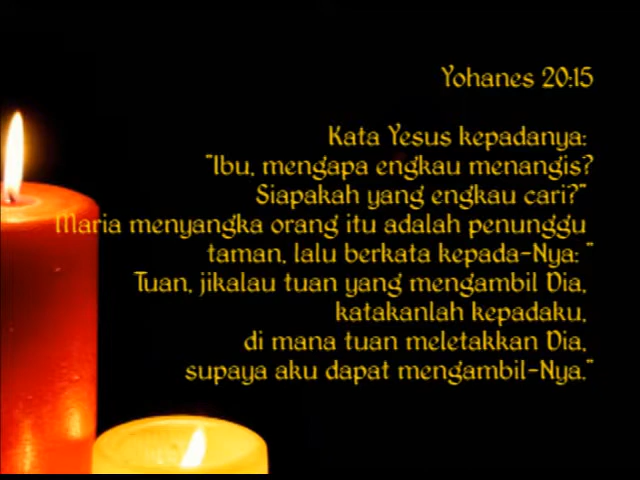 Yohanes 20:15
Kata Yesus kepadanya:
"Ibu, mengapa engkau menangis?
Siapakah yang engkau cari?"
Maria menyangka orang itu adalah penunggu
taman, lalu berkata kepada-Nya: "
Tuan, jikalau tuan yang mengambil Dia,
katakanlah kepadaku,
di mana tuan meletakkan Dia,
supaya aku dapat mengambil-Nya."